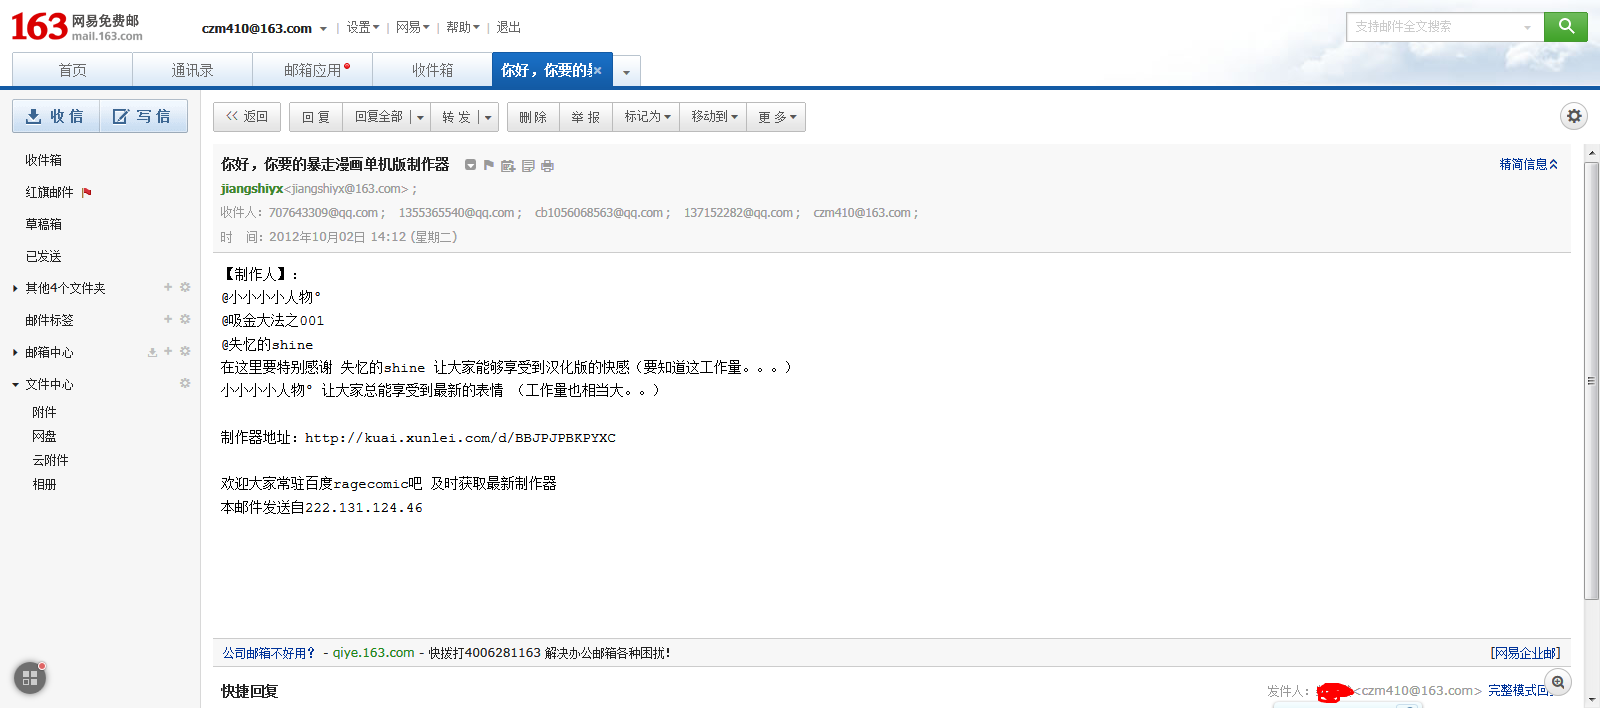 163 网易免费邮
mail.163.com
czm410@163.com | 设置 | 网易 | 帮助 | 退出
支持邮件全文搜索
首页 通讯录 邮箱应用 收件箱 你好，你要的
收 信 写 信
返回 回 复 回复全部 转 发 删 除 举 报 标记为 移动到 更 多
收件箱
红旗邮件
草稿箱
已发送
其他4个文件夹
邮件标签
邮箱中心
文件中心
附件
网盘
云附件
相册
你好，你要的暴走漫画单机版制作器
精简信息
jiangshiyx<jiangshiyx@163.com> ;
收件人：707643309@qq.com ; 1355365540@qq.com ; cb1056068563@qq.com ; 137152282@qq.com ; czm410@163.com ;
时 间：2012年10月02日 14:12 (星期二)
【制作人】：
@小小小小人物°
@吸金大法之001
@失忆的shine
在这里要特别感谢 失忆的shine 让大家能够享受到汉化版的快感（要知道这工作量。。。）
小小小小人物° 让大家总能享受到最新的表情 （工作量也相当大。。）
制作器地址：http://kuai.xunlei.com/d/BBJPJPBKPYXC
欢迎大家常驻百度ragecomic吧 及时获取最新制作器
本邮件发送自222.131.124.46
公司邮箱不好用？ - qiye.163.com - 快拨打4006281163 解决办公邮箱各种困扰！
[网易企业邮]
快捷回复
发件人： <czm410@163.com> 完整模式回